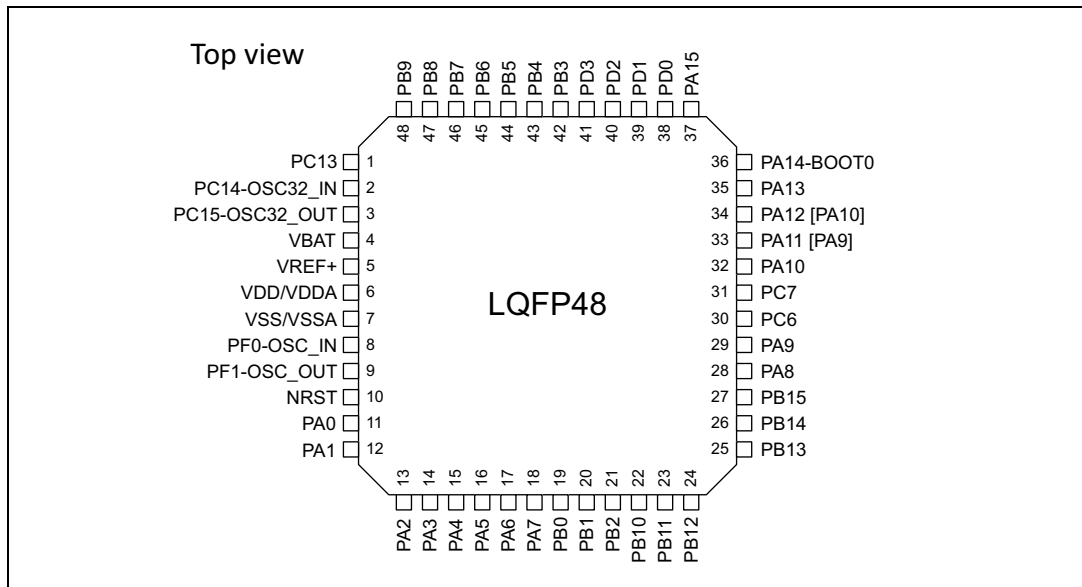 Top view
PB9
PB8
PB7
PB6
PB5
PB4
PB3
PD3
PD2
PD1
PD0
PA15
48
47
46
45
44
43
42
41
40
39
38
37
PC13 1
PC14-OSC32_IN 2
PC15-OSC32_OUT 3
VBAT 4
VREF+ 5
VDD/VDDA 6
VSS/VSSA 7
PF0-OSC_IN 8
PF1-OSC_OUT 9
NRST 10
PA0 11
PA1 12
LQFP48
36 PA14-BOOT0
35 PA13
34 PA12 [PA10]
33 PA11 [PA9]
32 PA10
31 PC7
30 PC6
29 PA9
28 PA8
27 PB15
26 PB14
25 PB13
13
14
15
16
17
18
19
20
21
22
23
24
PA2
PA3
PA4
PA5
PA6
PA7
PB0
PB1
PB2
PB10
PB11
PB12